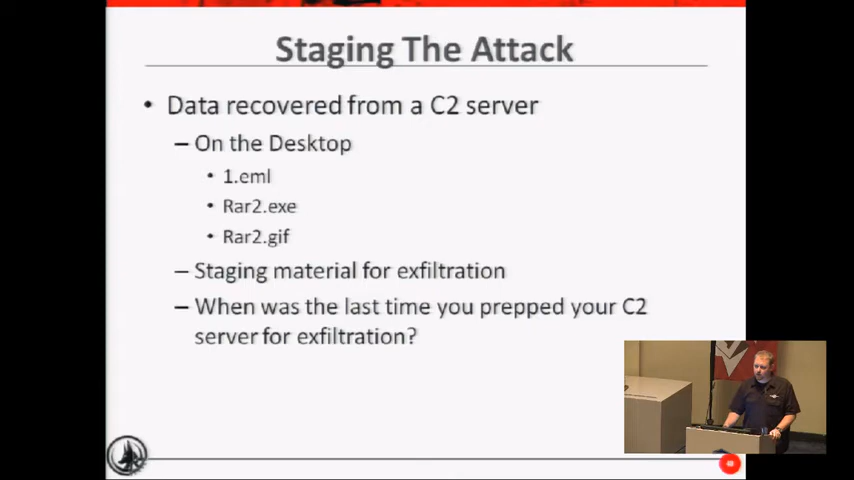 Staging The Attack
• Data recovered from a C2 server
– On the Desktop
• 1.eml
• Rar2.exe
• Rar2.gif
– Staging material for exfiltration
– When was the last time you prepped your C2
server for exfiltration?